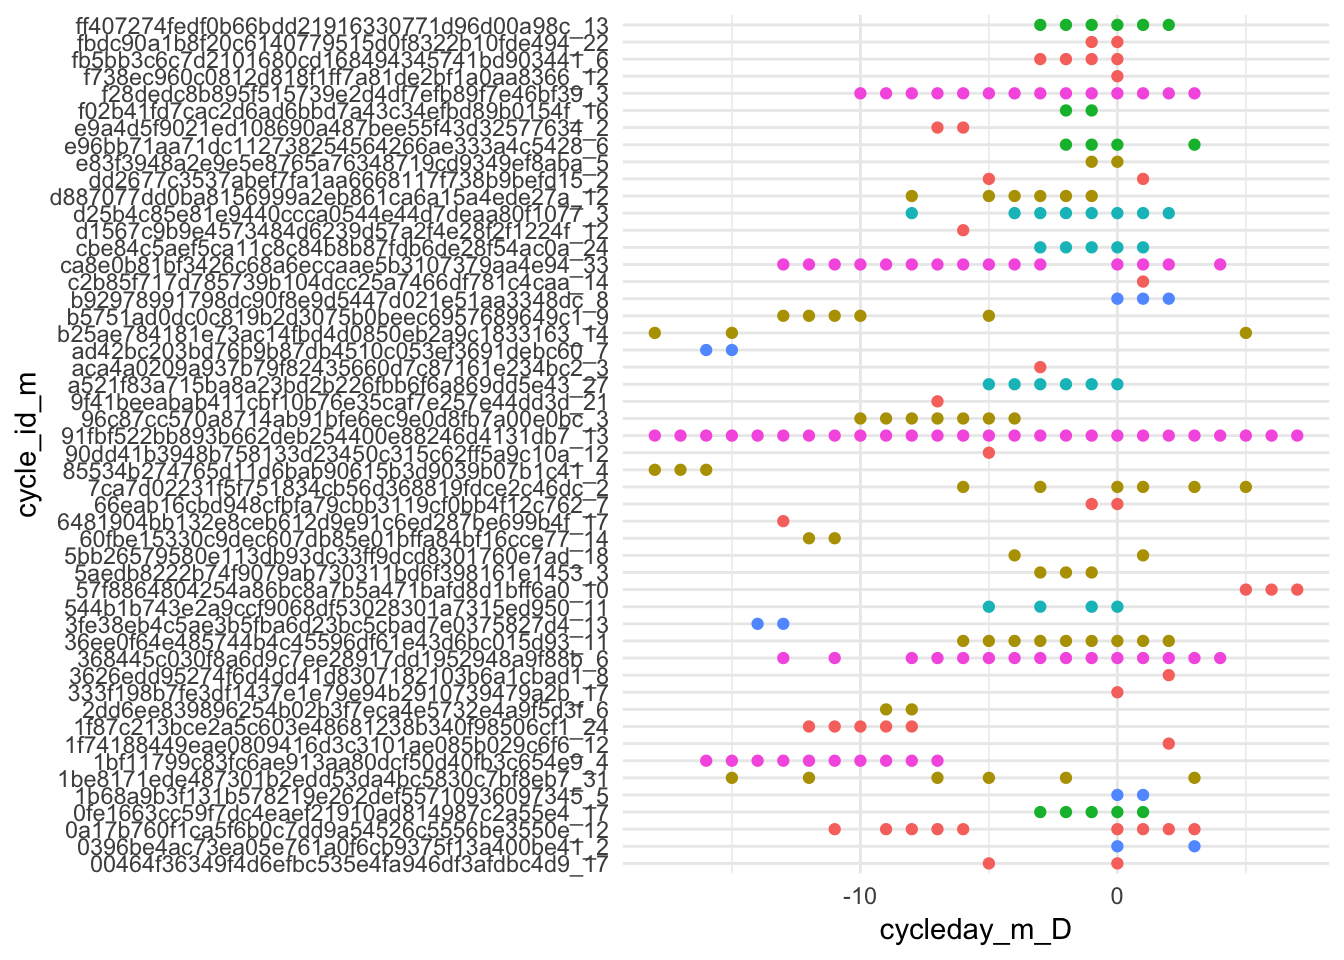 ff407274fedf0b66bdd21916330771d96d00a98c_13
fbdc90a1b8f20c6140779515d0f8322b10fde494_22
fb5bb3c6c7d2101680cd168494345741bd903441_6
f738ec960c0812d818f1ff7a81de2bf1a0aa8366_12
f28dedc8b895f515739e2d4df7efb89f7e46bf39_3
f02b41fd7cac2d6ad6bbd7a43c34efbd89b0154f_16
e9a4d5f9021ed108690a487bee55f43d32577634_2
e96bb71aa71dc112738254564266ae333a4c5428_6
e83f3948a2e9e5e8765a76348719cd9349ef8aba_5
dd2677c3537abef7fa1aa6668117f738b9befd15_2
d887077dd0ba8156999a2eb861ca6a15a4ede27a_12
d25b4c85e81e9440ccca0544e44d7deaa80f1077_3
d1567c9b9e4573484d6239d57a2f4e28f2f1224f_12
cbe84c5aef5ca11c8c84b8b87fdb6de28f54ac0a_24
ca8e0b81bf3426c68a6eccaae5b3107379aa4e94_33
c2b85f717d785739b104dcc25a7466df781c4caa_14
b92978991798dc90f8e9d5447d021e51aa3348dc_8
b5751ad0dc0c819b2d3075b0beec6957689649c1_9
b25ae784181e73ac14fbd4d0850eb2a9c1833163_14
ad42bc203bd76b9b87db4510c053ef3691debc60_7
aca4a0209a937b79f82435660d7c87161e234bc2_3
a521f83a715ba8a23bd2b226fbb6f6a869dd5e43_27
9f41beeabab411cbf10b76e35caf7e257e44dd3d_21
96c87cc570a8714ab91bfe6ec9e0d8fb7a00e0bc_3
91fbf522bb893b662deb254400e88246d4131db7_13
90dd41b3948b758133d23450c315c62ff5a9c10a_12
85534b274765d11d6bab90615b3d9039b07b1c41_4
7ca7d02231f5f751834cb56d368819fdce2c46dc_2
66eab16cbd948cfbfa79cbb3119cf0bb4f12c762_7
6481904bb132e8ceb612d9e91c6ed287be699b4f_17
60fbe15330c9dec607db85e01bffa84bf16cce77_14
5bb26579580e113db93dc33ff9dcd8301760e7ad_18
5aedb8222b74f9079ab730311bd6f398161e1453_3
57f8864804254a86bc8a7b5a471bafd8d1bff6a0_10
544b1b743e2a9ccf9068df53028301a7315ed950_11
3fe38eb4c5ae3b5fba6d23bc5cbad7e0375827d4_13
36ee0f64e485744b4c45596df61e43d6bc015d93_11
368445c030f8a6d9c7ee28917dd1952948a9f88b_6
3626edd95274f6d4dd41d8307182103b6a1cbad1_8
333f198b7fe3df1437e1e79e94b2910739479a2b_17
2dd6ee839896254b02b3f7eca4e5732e4a9f5d3f_6
1f87c213bce2a5c603e48681238b340f98506cf1_24
1f74188449eae0809416d3c3101ae085b029c6f6_12
1bf11799c83fc6ae913aa80dcf50d40fb3c654e9_4
1be8171ede487301b2edd53da4bc5830c7bf8eb7_31
1b68a9b3f131b578219e262def55710936097345_5
0fe1663cc59f7dc4eaef21910ad814987c2a55e4_17
0a17b760f1ca5f6b0c7dd9a54526c5556be3550e_12
0396be4ac73ea05e761a0f6cb9375f13a400be41_2
00464f36349f4d6efbc535e4fa946df3afdbc4d9_17
cycle_id_m
-10 0
cycleday_m_D